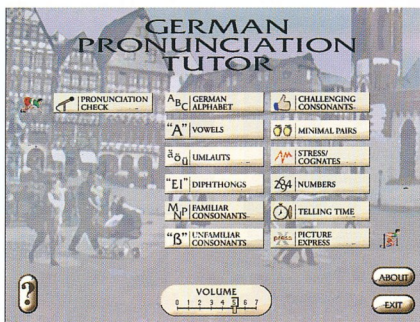 GERMAN
PRONUNCIATION
TUTOR
PRONUNCIATION
CHECK
ABC GERMAN
ALPHABET
"A" VOWELS
äöü UMLAUTS
"EI" DIPHTHONGS
MNP FAMILIAR
CONSONANTS
"ß" UNFAMILIAR
CONSONANTS
CHALLENGING
CONSONANTS
MINIMAL PAIRS
STRESS/
COGNATES
NUMBERS
TELLING TIME
PICTURE
EXPRESS
VOLUME
0 1 2 3 4 5 6 7
?
ABOUT
EXIT